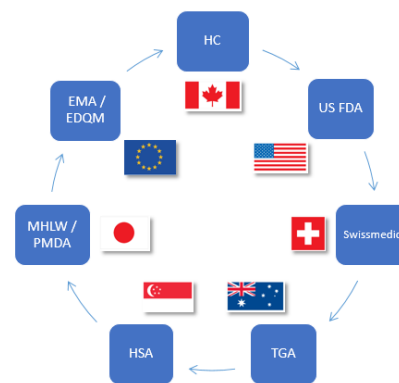 HC
US FDA
Swissmedic
TGA
HSA
MHLW /
PMDA
EMA /
EDQM